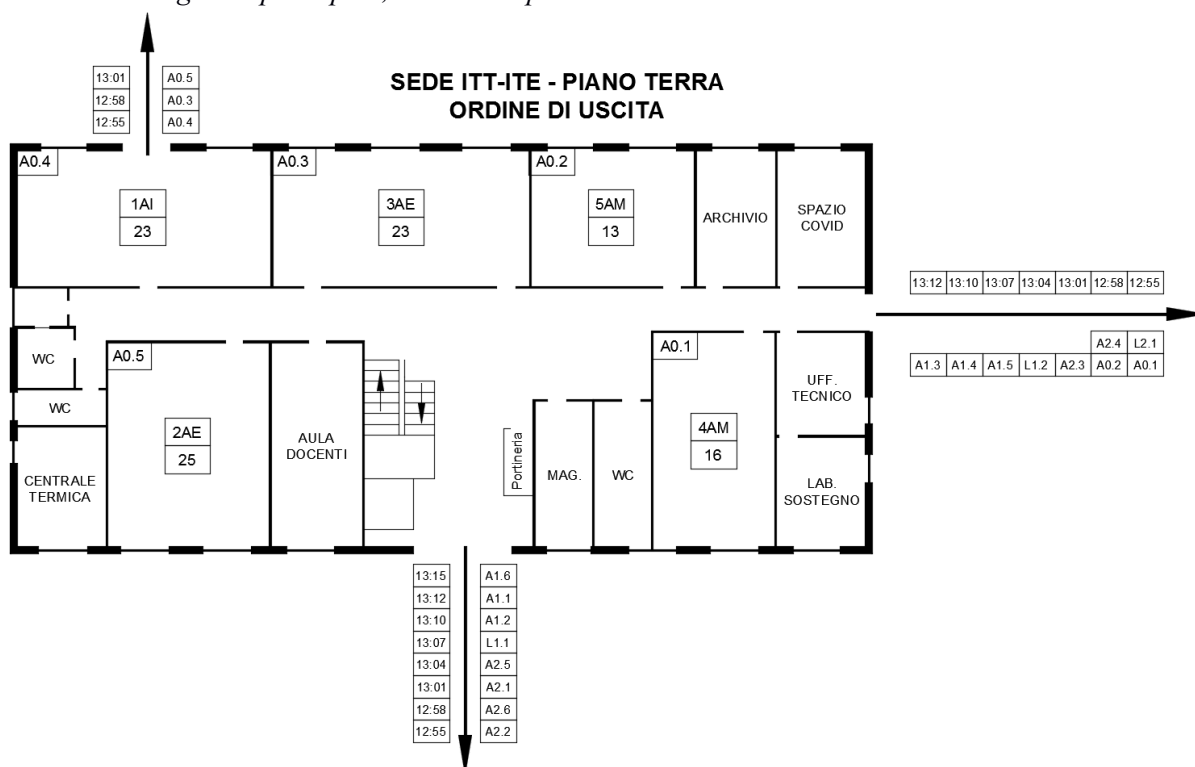 13:01 A0.5
12:58 A0.3
12:55 A0.4
SEDE ITT-ITE - PIANO TERRA
ORDINE DI USCITA
A0.4
1AI
23
A0.3
3AE
23
A0.2
5AM
13
ARCHIVIO
SPAZIO
COVID
13:12 13:10 13:07 13:04 13:01 12:58 12:55
A2.4 L2.1
A1.3 A1.4 A1.5 L1.2 A2.3 A0.2 A0.1
WC
WC
CENTRALE
TERMICA
A0.5
2AE
25
AULA
DOCENTI
Portineria
MAG.
WC
A0.1
4AM
16
UFF.
TECNICO
LAB.
SOSTEGNO
13:15 A1.6
13:12 A1.1
13:10 A1.2
13:07 L1.1
13:04 A2.5
13:01 A2.1
12:58 A2.6
12:55 A2.2